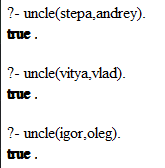 ?- uncle(stepa,andrey).
true .
?- uncle(vitya,vlad).
true .
?- uncle(igor,oleg).
true .